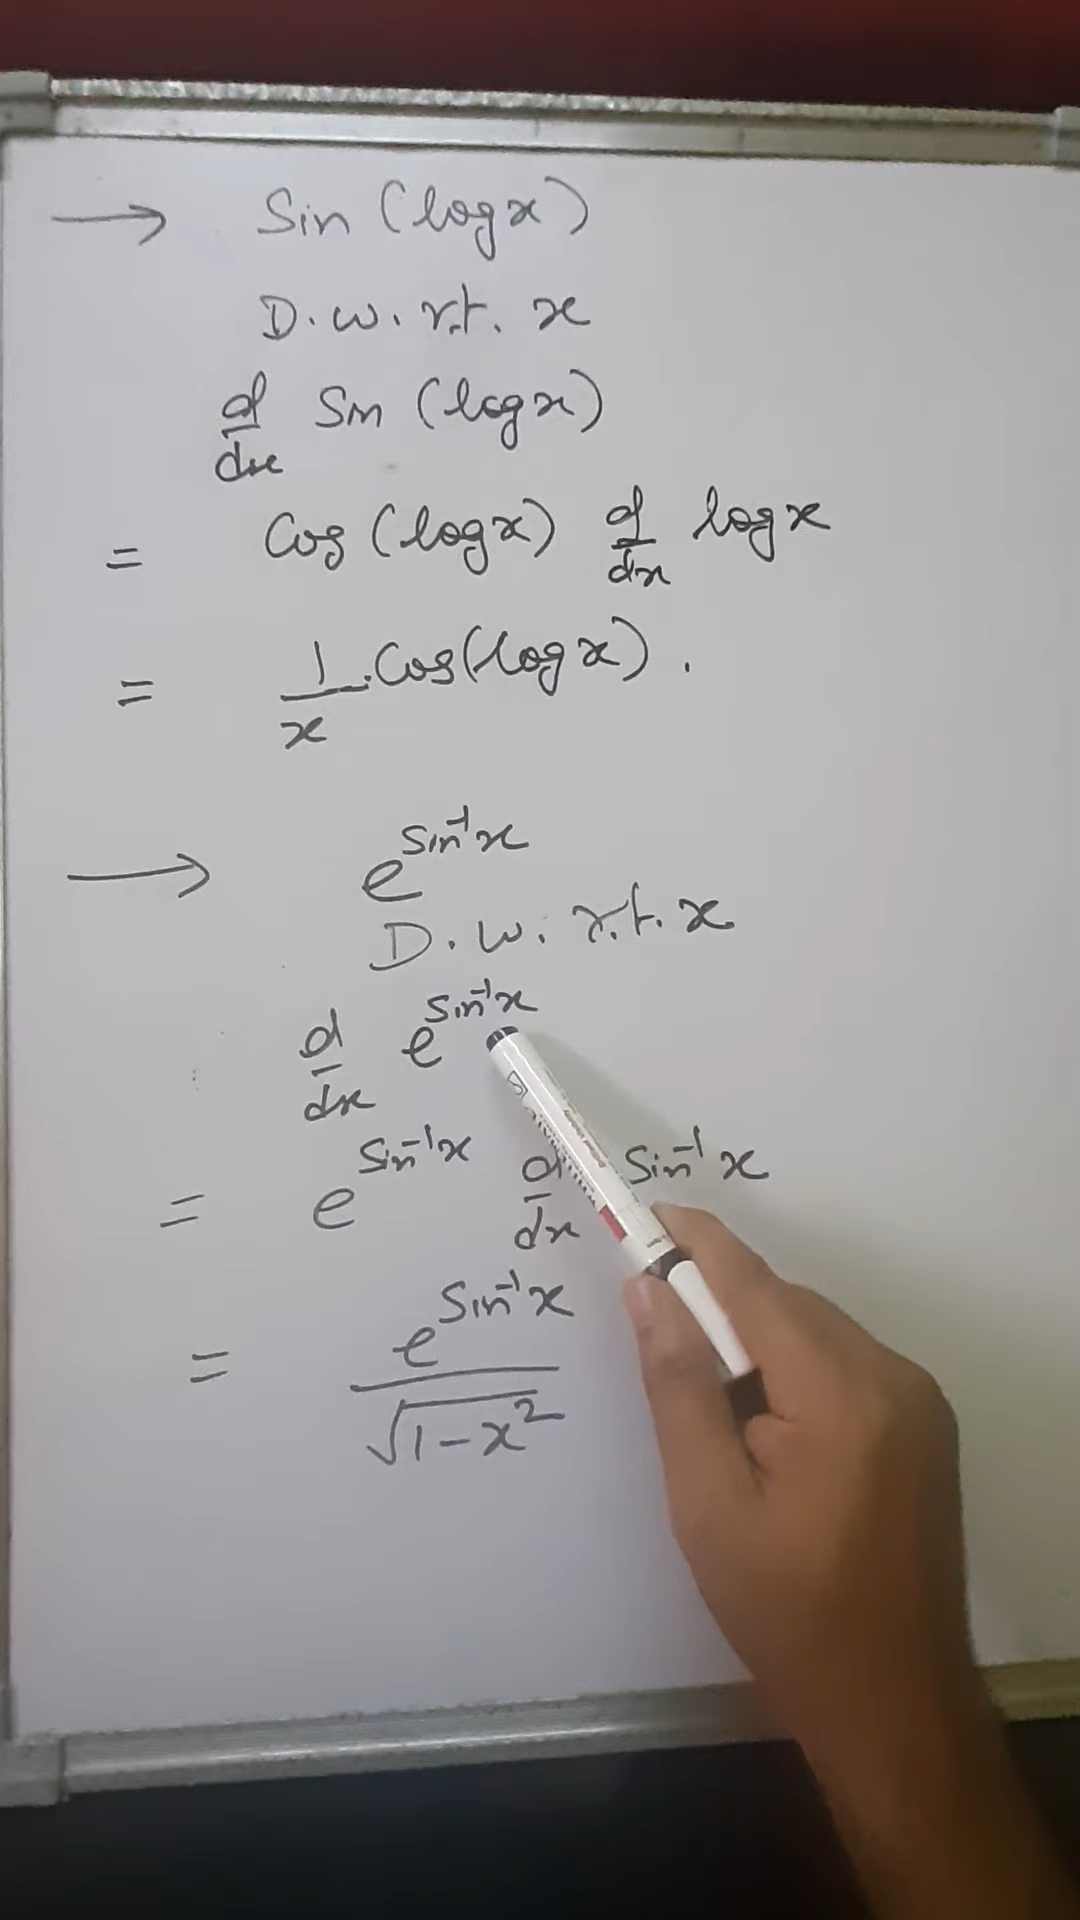 → Sin (log x)
D. w. r.t. x
d/dx Sin (log x)
= Cos (log x) d/dx log x
= 1/x . Cos (log x) .
→ e^(Sin⁻¹x)
D. w. r.t. x
d/dx e^(Sin⁻¹x)
= e^(Sin⁻¹x) d/dx Sin⁻¹ x
= e^(Sin⁻¹x) / √(1-x²)